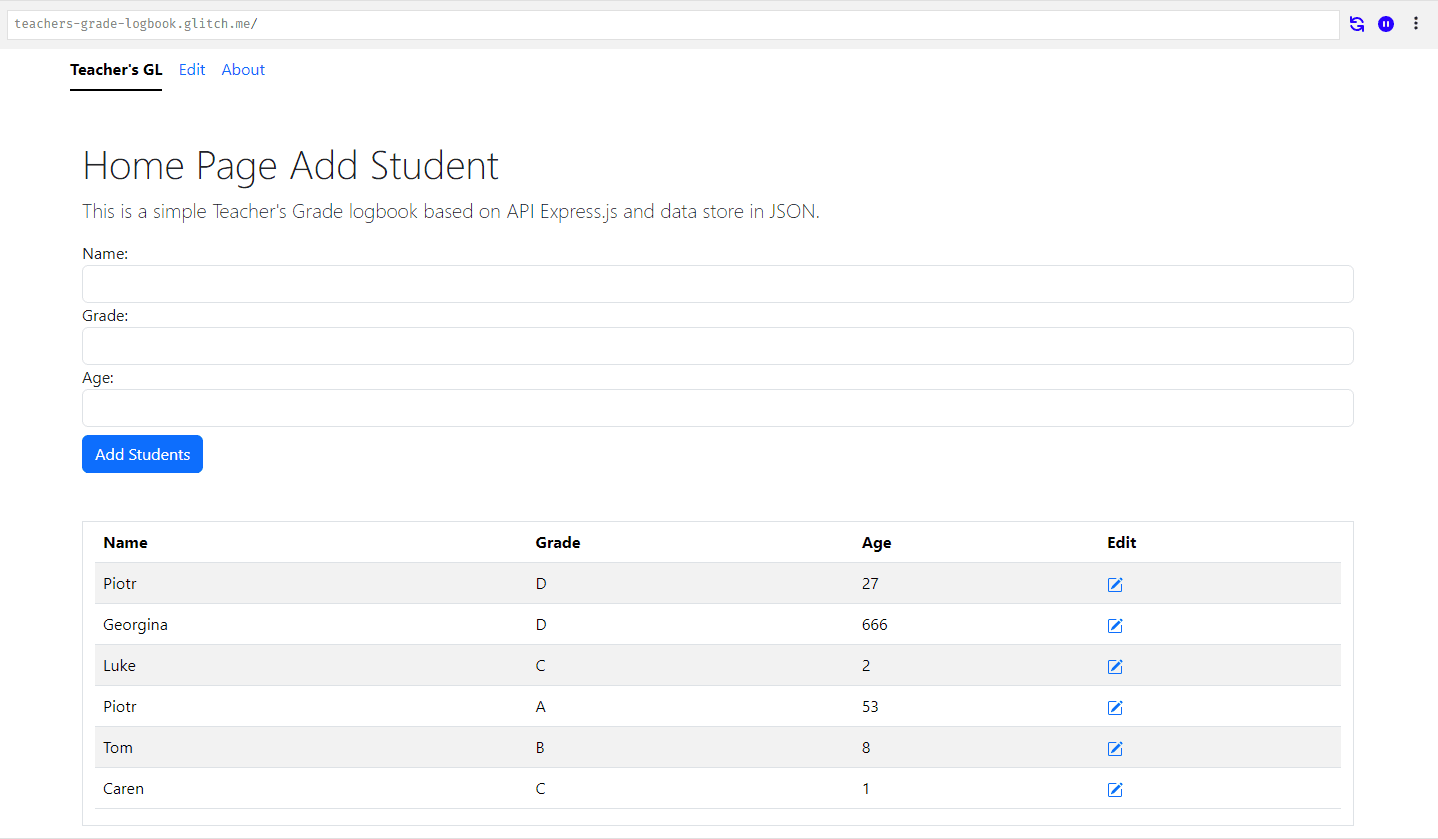 teachers-grade-logbook.glitch.me/
Teacher's GL Edit About
Home Page Add Student
This is a simple Teacher's Grade logbook based on API Express.js and data store in JSON.
Name:
Grade:
Age:
Add Students
Name Grade Age Edit
Piotr D 27
Georgina D 666
Luke C 2
Piotr A 53
Tom B 8
Caren C 1